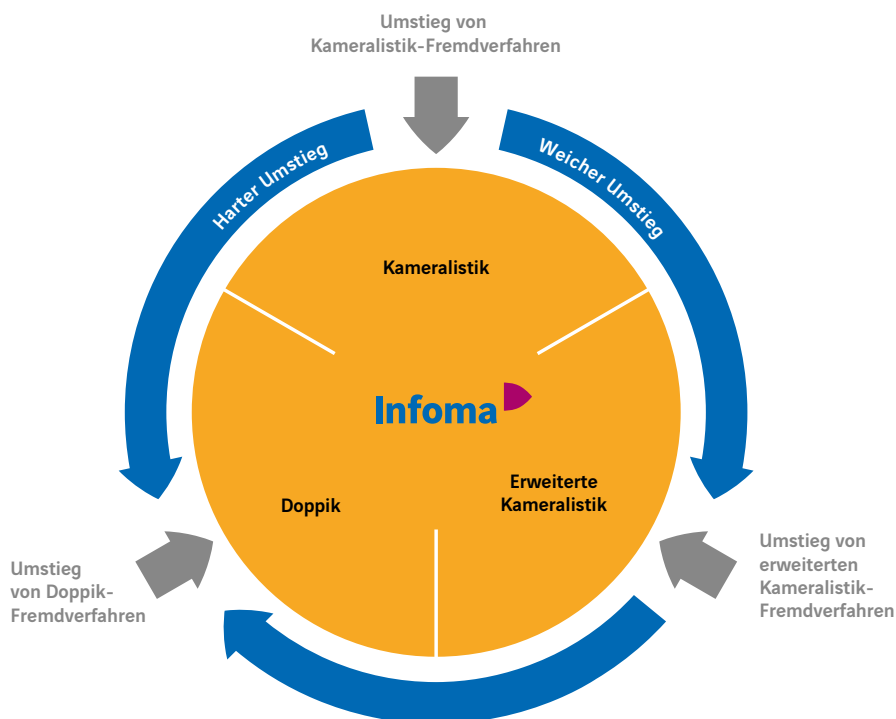 Umstieg von
Kameralistik-Fremdverfahren
Harter Umstieg
Weicher Umstieg
Kameralistik
Infoma
Doppik
Erweiterte
Kameralistik
Umstieg
von Doppik-
Fremdverfahren
Umstieg von
erweiterten
Kameralistik-
Fremdverfahren